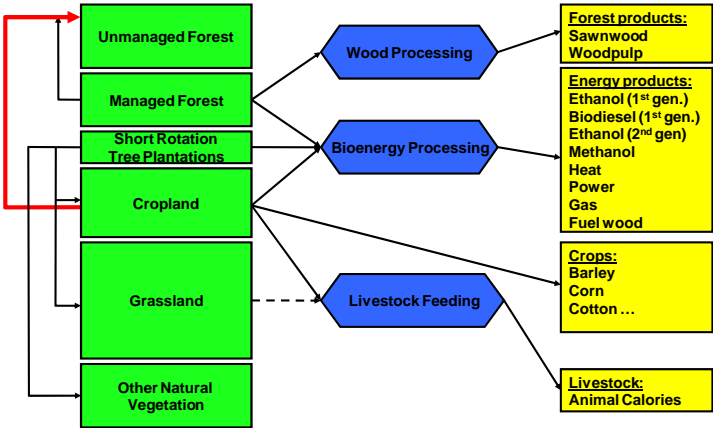 Unmanaged Forest
Managed Forest
Short Rotation
Tree Plantations
Cropland
Grassland
Other Natural
Vegetation
Wood Processing
Bioenergy Processing
Livestock Feeding
Forest products:
Sawnwood
Woodpulp
Energy products:
Ethanol (1st gen.)
Biodiesel (1st gen.)
Ethanol (2nd gen)
Methanol
Heat
Power
Gas
Fuel wood
Crops:
Barley
Corn
Cotton …
Livestock:
Animal Calories